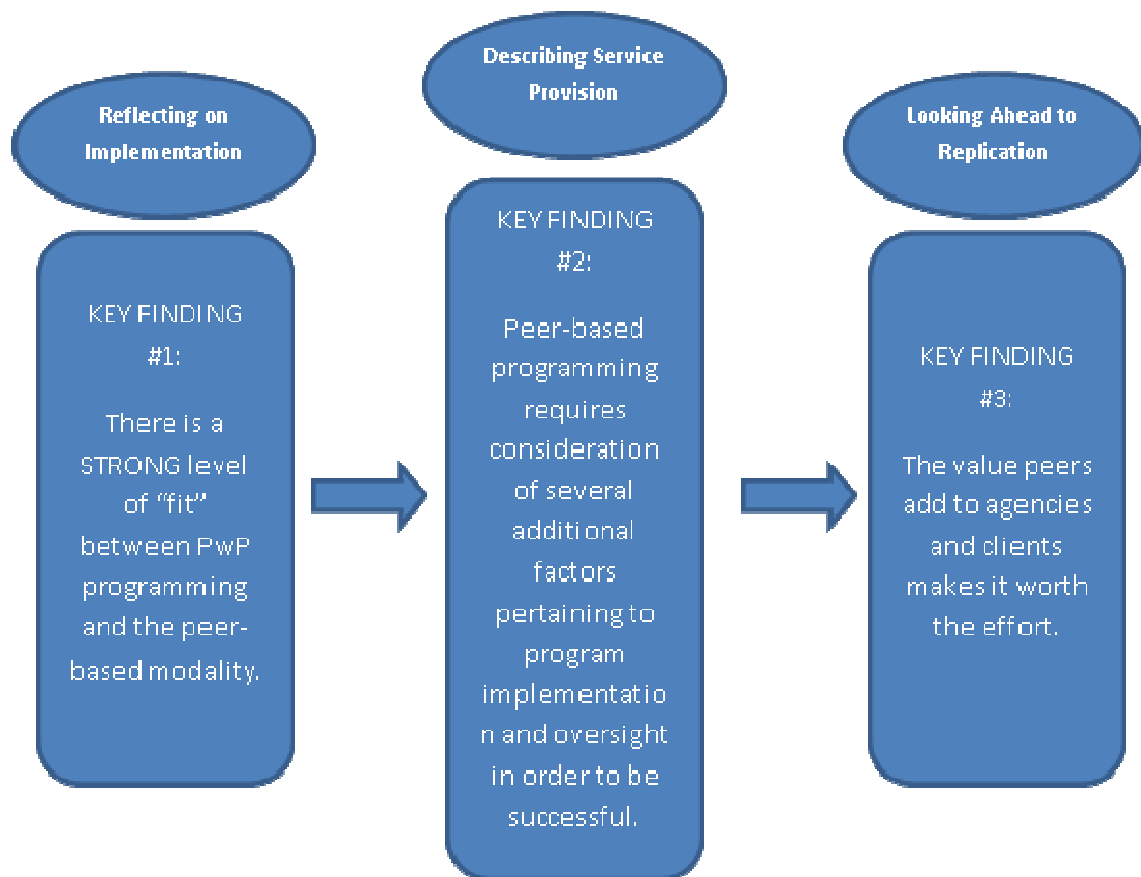 Reflecting on
Implementation
KEY FINDING
#1:
There is a
STRONG level
of “fit”
between PwP
programming
and the peer-
based modality.
Describing Service
Provision
KEY FINDING
#2:
Peer-based
programming
requires
consideration
of several
additional
factors
pertaining to
program
implementatio
n and oversight
in order to be
successful.
Looking Ahead to
Replication
KEY FINDING
#3:
The value peers
add to agencies
and clients
makes it worth
the effort.